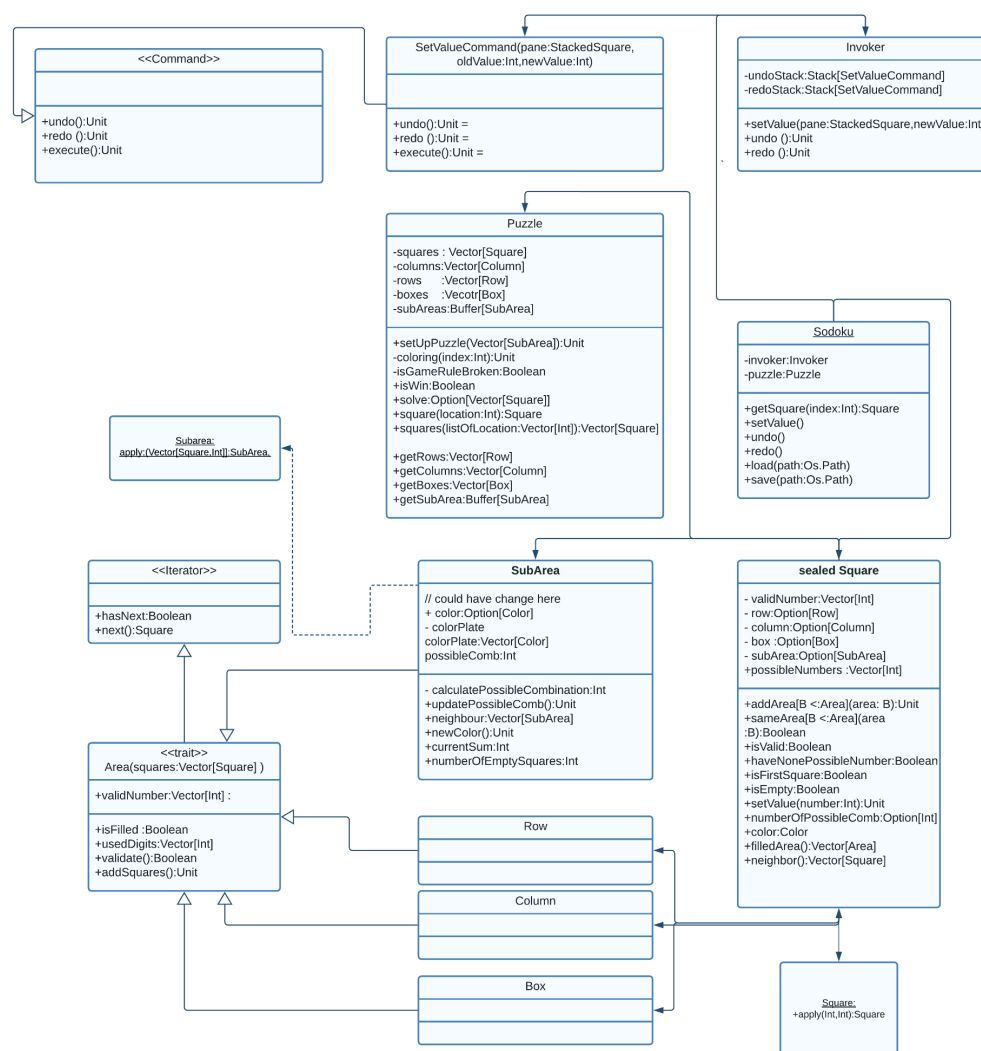 <<Command>>
+undo():Unit
+redo ():Unit
+execute():Unit
SetValueCommand(pane:StackedSquare,
oldValue:Int,newValue:Int)
+undo():Unit =
+redo ():Unit =
+execute():Unit =
Invoker
-undoStack:Stack[SetValueCommand]
-redoStack:Stack[SetValueCommand]
+setValue(pane:StackedSquare,newValue:Int
+undo ():Unit
+redo ():Unit
Puzzle
-squares : Vector[Square]
-columns:Vector[Column]
-rows :Vector[Row]
-boxes :Vecotr[Box]
-subAreas:Buffer[SubArea]
+setUpPuzzle(Vector[SubArea]):Unit
-coloring(index:Int):Unit
-isGameRuleBroken:Boolean
+isWin:Boolean
+solve:Option[Vector[Square]]
+square(location:Int):Square
+squares(listOfLocation:Vector[Int]):Vector[Square]
+getRows:Vector[Row]
+getColumns:Vector[Column]
+getBoxes:Vector[Box]
+getSubArea:Buffer[SubArea]
Sodoku
-invoker:Invoker
-puzzle:Puzzle
+getSquare(index:Int):Square
+setValue()
+undo()
+redo()
+load(path:Os.Path)
+save(path:Os.Path)
Subarea:
apply:(Vector[Square,Int]]:SubArea.
<<Iterator>>
+hasNext:Boolean
+next():Square
SubArea
// could have change here
+ color:Option[Color]
- colorPlate
colorPlate:Vector[Color]
possibleComb:Int
- calculatePossibleCombination:Int
+updatePossibleComb():Unit
+neighbour:Vector[SubArea]
+newColor():Unit
+currentSum:Int
+numberOfEmptySquares:Int
sealed Square
- validNumber:Vector[Int]
- row:Option[Row]
- column:Option[Column]
- box :Option[Box]
- subArea:Option[SubArea]
+possibleNumbers :Vector[Int]
+addArea[B <:Area](area: B):Unit
+sameArea[B <:Area](area
:B):Boolean
+isValid:Boolean
+haveNonePossibleNumber:Boolean
+isFirstSquare:Boolean
+isEmpty:Boolean
+setValue(number:Int):Unit
+numberOfPossibleComb:Option[Int]
+color:Color
+filledArea():Vector[Area]
+neighbor():Vector[Square]
<<trait>>
Area(squares:Vector[Square] )
+validNumber:Vector[Int] :
+isFilled :Boolean
+usedDigits:Vector[Int]
+validate():Boolean
+addSquares():Unit
Row
Column
Box
Square:
+apply(Int,Int):Square